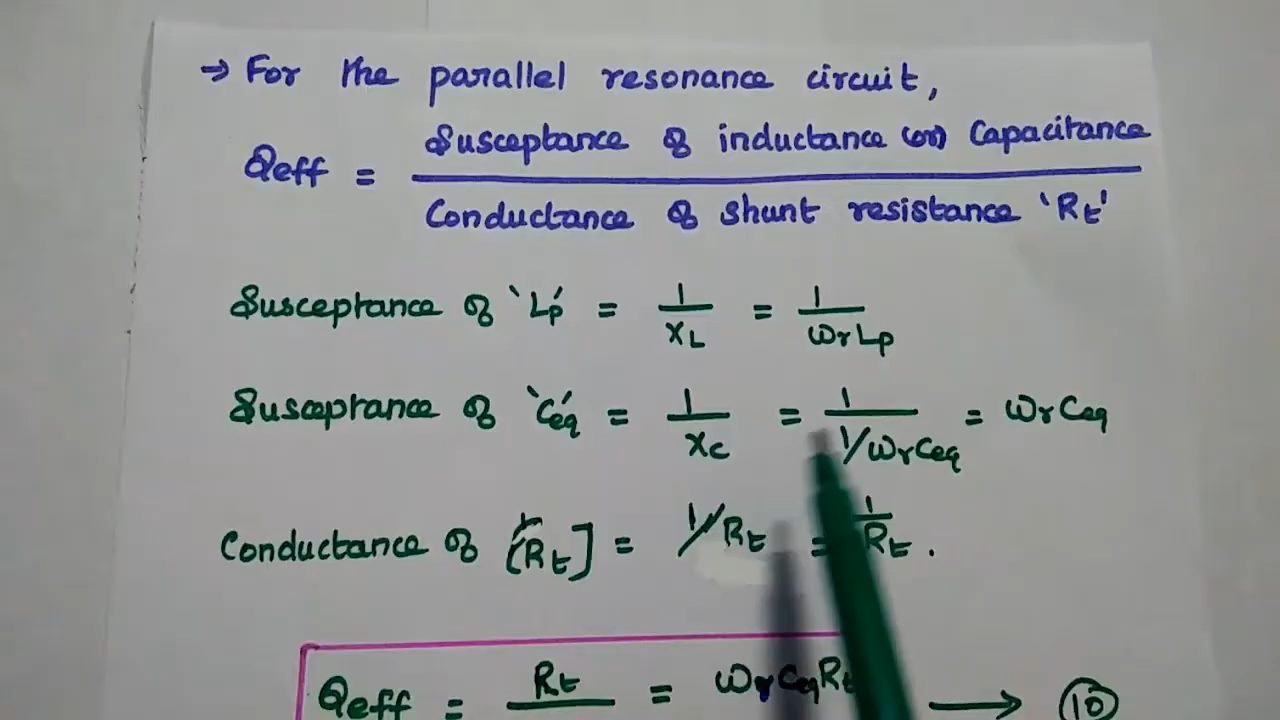 ⇒ For the parallel resonance circuit,
Qeff = Susceptance of inductance (or) Capacitance / Conductance of shunt resistance 'Rt'
Susceptance of 'Lp' = 1/XL = 1/ωrLp
Susceptance of 'Ceq' = 1/Xc = 1/(1/ωrCeq) = ωrCeq
Conductance of [Rt] = 1/Rt = 1/Rt.
Qeff = Rt = ωrCeqRt → 10